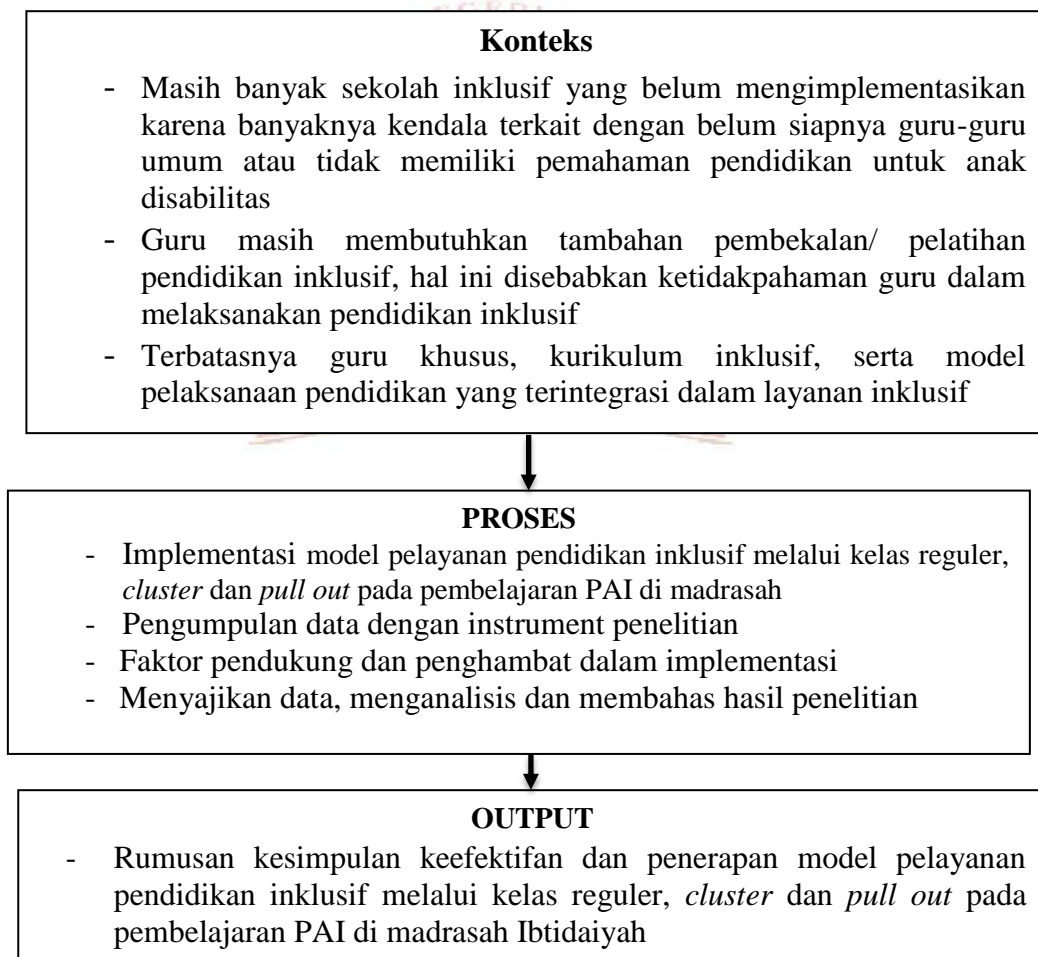 Konteks
- Masih banyak sekolah inklusif yang belum mengimplementasikan
karena banyaknya kendala terkait dengan belum siapnya guru-guru
umum atau tidak memiliki pemahaman pendidikan untuk anak
disabilitas
- Guru masih membutuhkan tambahan pembekalan/ pelatihan
pendidikan inklusif, hal ini disebabkan ketidakpahaman guru dalam
melaksanakan pendidikan inklusif
- Terbatasnya guru khusus, kurikulum inklusif, serta model
pelaksanaan pendidikan yang terintegrasi dalam layanan inklusif
PROSES
- Implementasi model pelayanan pendidikan inklusif melalui kelas reguler,
cluster dan pull out pada pembelajaran PAI di madrasah
- Pengumpulan data dengan instrument penelitian
- Faktor pendukung dan penghambat dalam implementasi
- Menyajikan data, menganalisis dan membahas hasil penelitian
OUTPUT
- Rumusan kesimpulan keefektifan dan penerapan model pelayanan
pendidikan inklusif melalui kelas reguler, cluster dan pull out pada
pembelajaran PAI di madrasah Ibtidaiyah